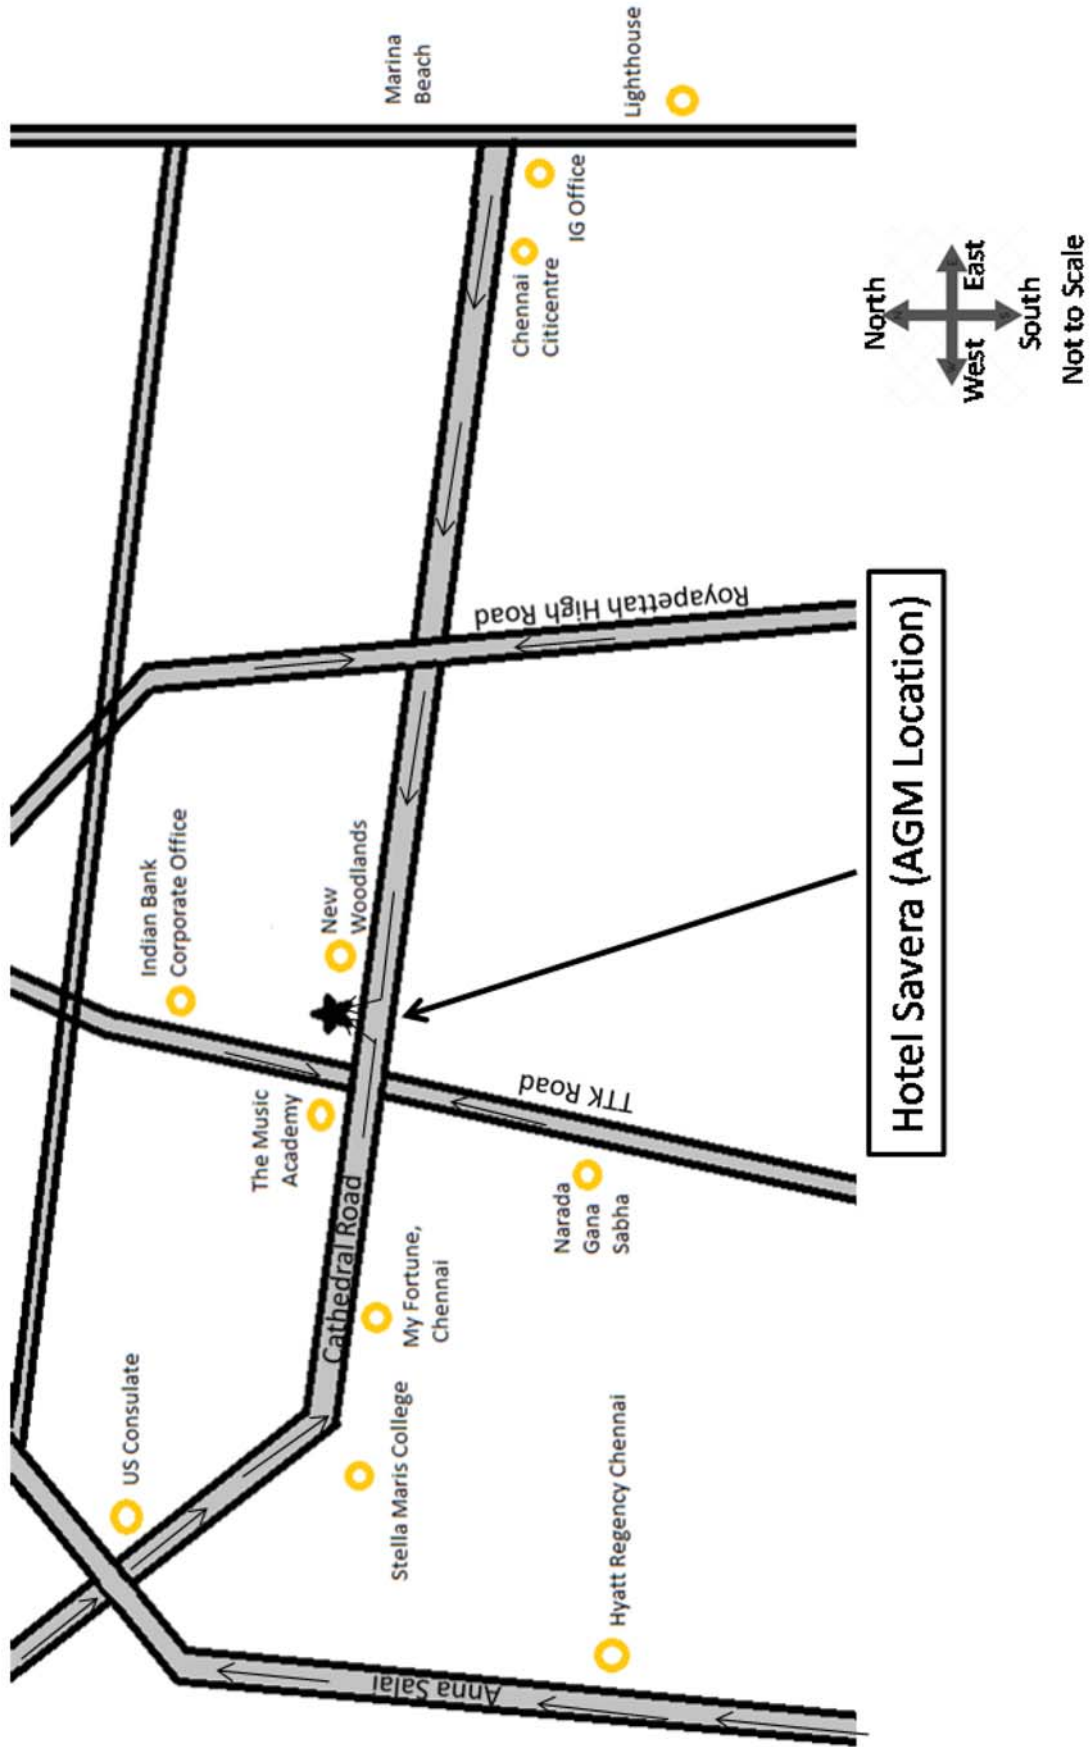 US Consulate
Indian Bank
Corporate Office
Marina
Beach
The Music
Academy
New
Woodlands
Cathedral Road
Stella Maris College
My Fortune,
Chennai
Royapettah High Road
Chennai
Citicentre
IG Office
Lighthouse
Anna Salai
TTK Road
Narada
Gana
Sabha
Hyatt Regency Chennai
Hotel Savera (AGM Location)
North
West
East
South
Not to Scale